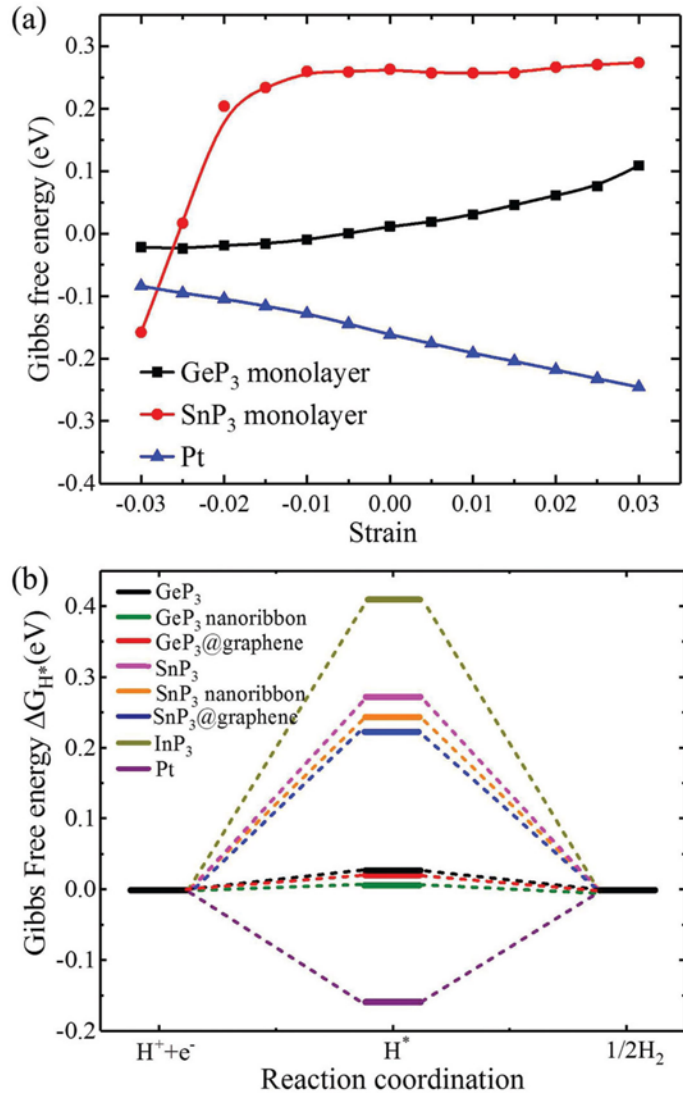 (a)
0.3
0.2
0.1
0.0
-0.1
-0.2
-0.3
-0.4
Gibbs free energy (eV)
GeP₃ monolayer
SnP₃ monolayer
Pt
-0.03 -0.02 -0.01 0.00 0.01 0.02 0.03
Strain
(b)
0.4
0.3
0.2
0.1
0.0
-0.1
-0.2
Gibbs Free energy ΔG_H*(eV)
GeP₃
GeP₃ nanoribbon
GeP₃@graphene
SnP₃
SnP₃ nanoribbon
SnP₃@graphene
InP₃
Pt
H⁺+e⁻ H* 1/2H₂
Reaction coordination